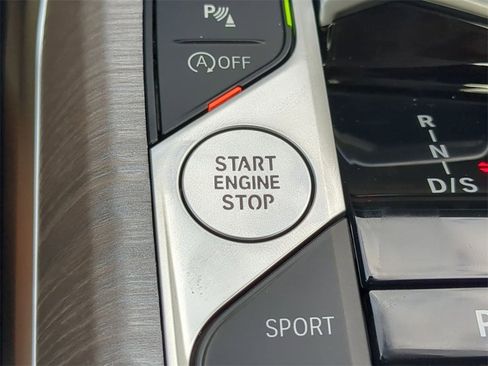 P
A OFF
START
ENGINE
STOP
R
N
D/S
SPORT
P